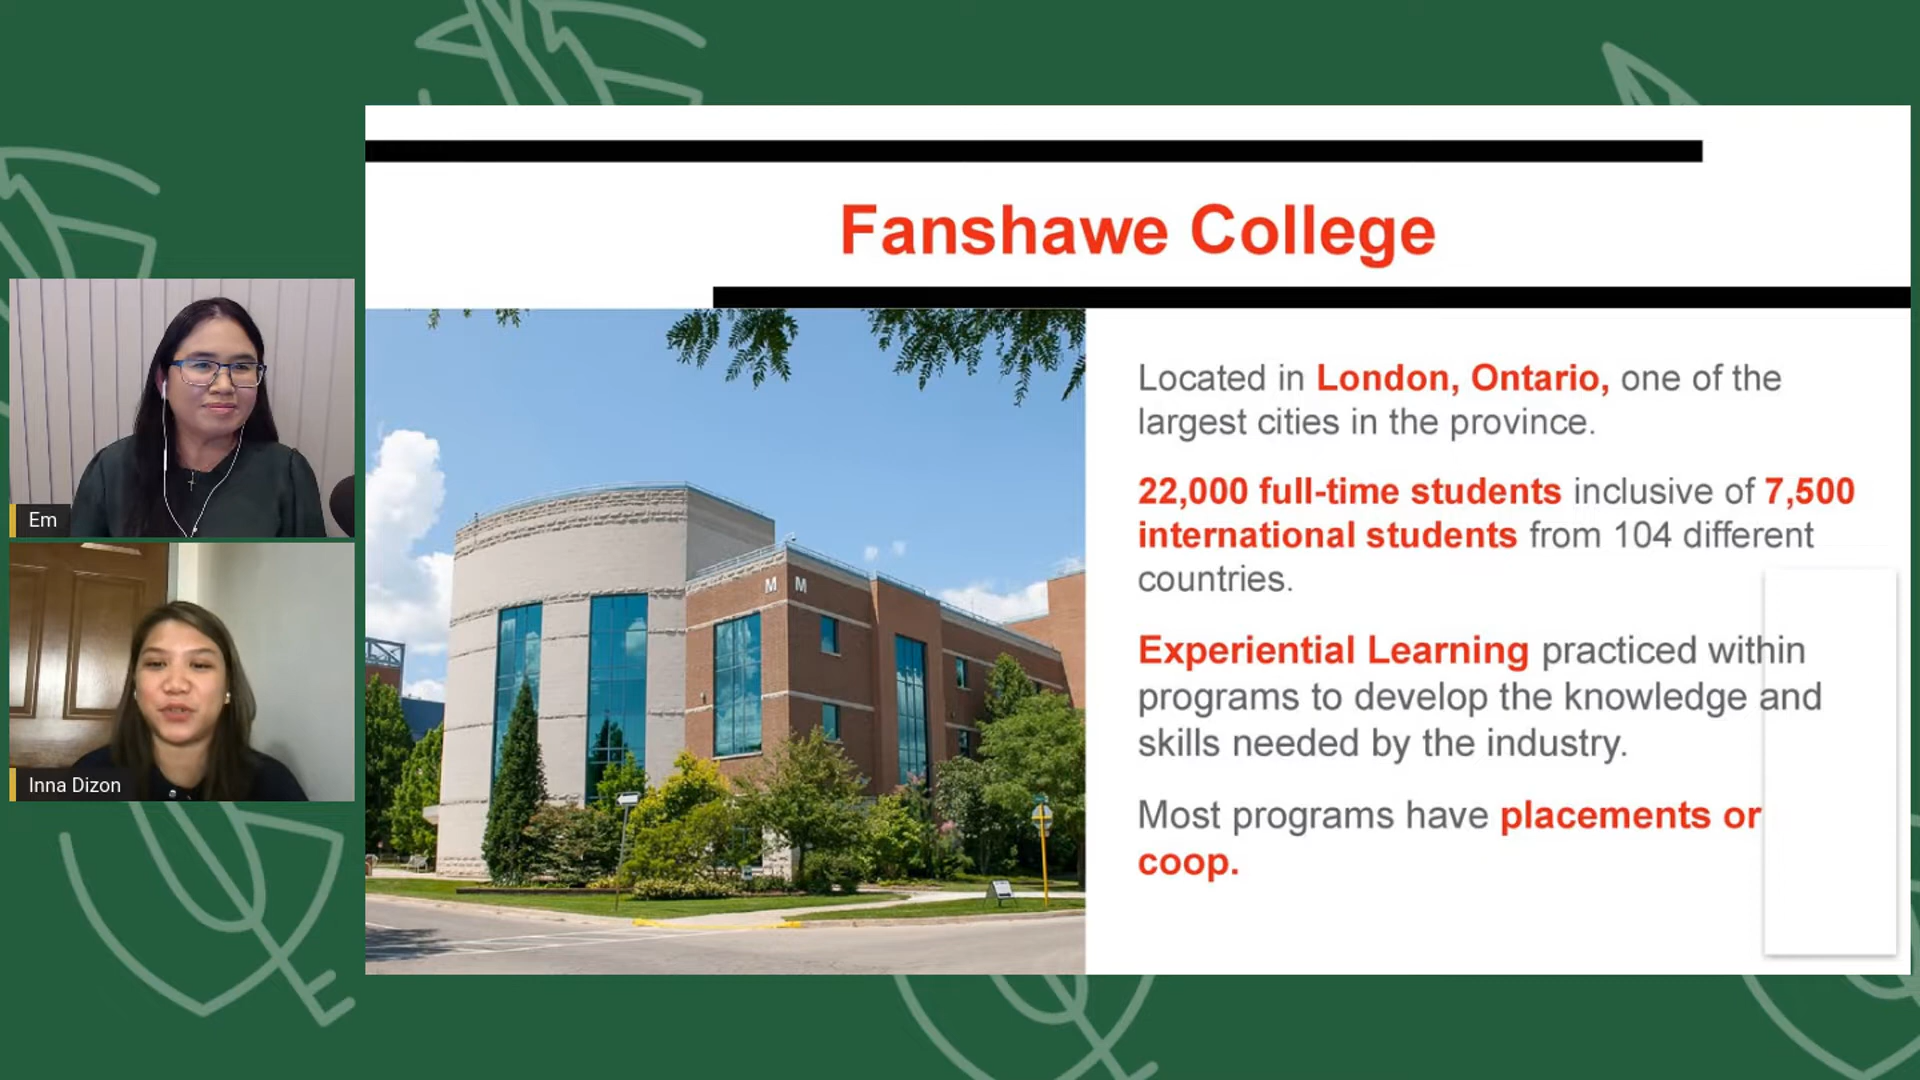 Fanshawe College
Located in London, Ontario, one of the
largest cities in the province.
22,000 full-time students inclusive of 7,500
international students from 104 different
countries.
Experiential Learning practiced within
programs to develop the knowledge and
skills needed by the industry.
Most programs have placements or
coop.
M M
Em
Inna Dizon